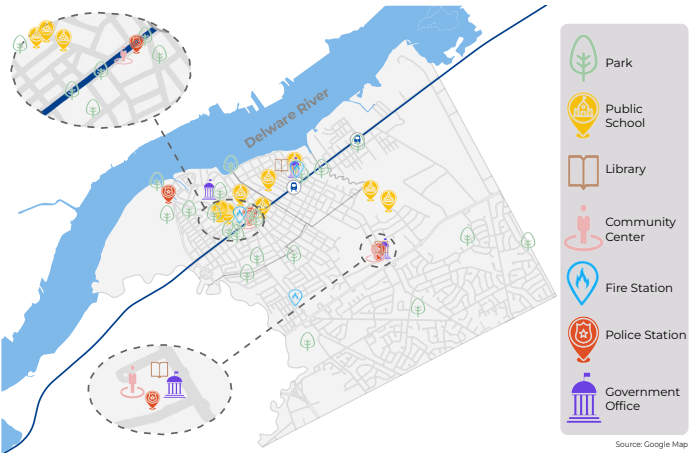 Delware River
Park
Public
School
Library
Community
Center
Fire Station
Police Station
Government
Office
Source: Google Map